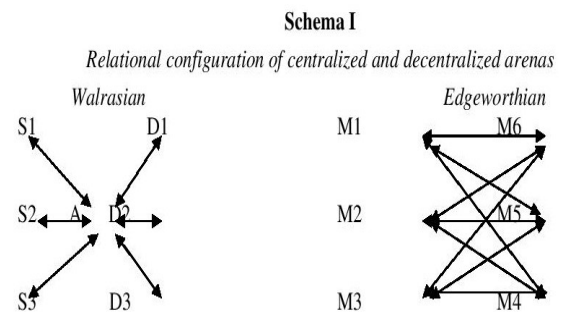 Schema I
Relational configuration of centralized and decentralized arenas
Walrasian Edgeworthian
S1 D1 M1 M6
S2 A D2 M2 M5
S3 D3 M3 M4